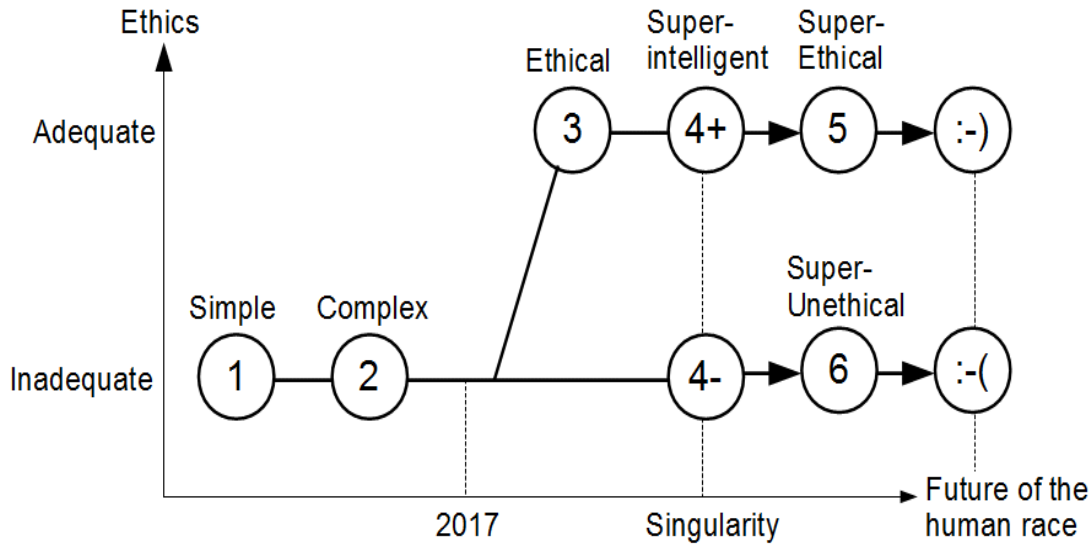 Ethics
Super-
intelligent
Super-
Ethical
Ethical
Adequate
3
4+
5
:-)
Simple
Complex
Super-
Unethical
Inadequate
1
2
4-
6
:-(
2017
Singularity
Future of the
human race